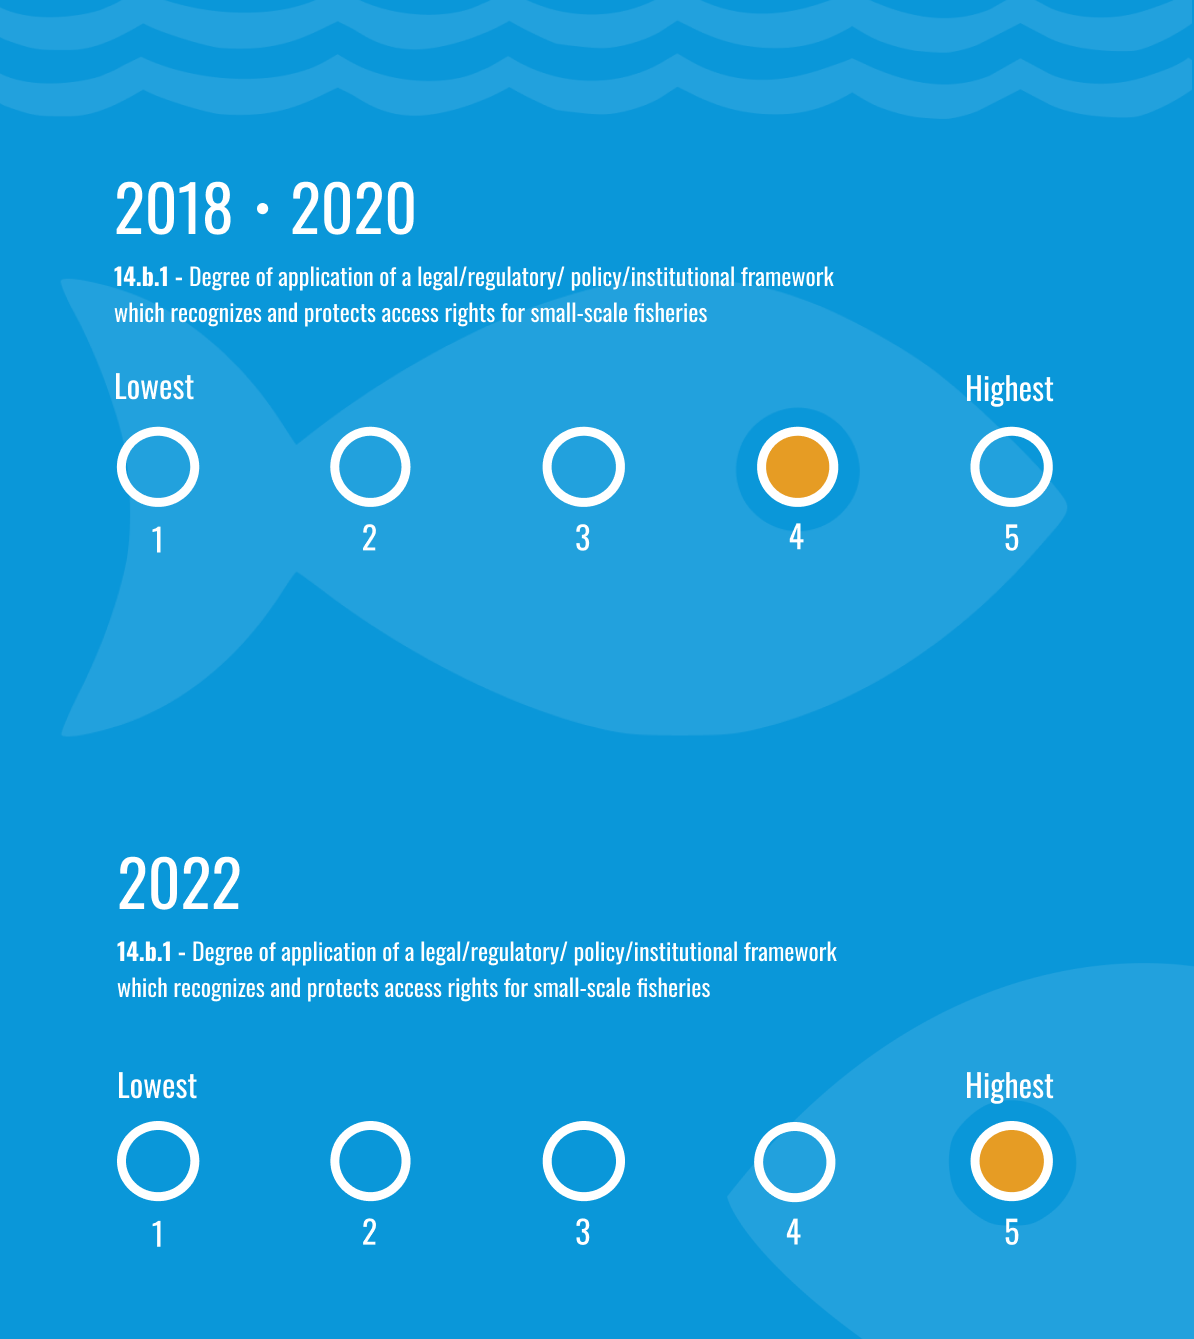 2018 • 2020
14.b.1 - Degree of application of a legal/regulatory/ policy/institutional framework
which recognizes and protects access rights for small-scale fisheries
Lowest Highest
1 2 3 4 5
2022
14.b.1 - Degree of application of a legal/regulatory/ policy/institutional framework
which recognizes and protects access rights for small-scale fisheries
Lowest Highest
1 2 3 4 5